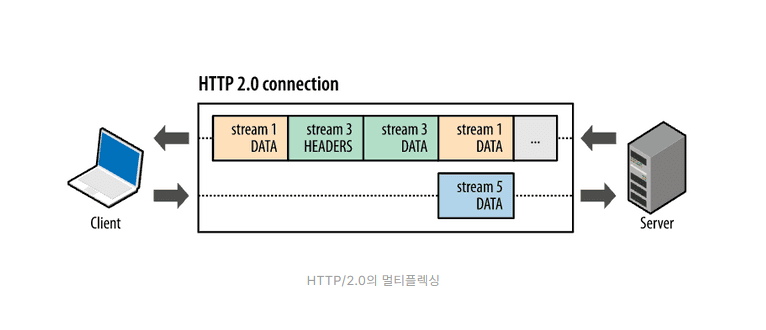 HTTP 2.0 connection
stream 1 DATA
stream 3 HEADERS
stream 3 DATA
stream 1 DATA
...
stream 5 DATA
Client
Server
HTTP/2.0의 멀티플렉싱